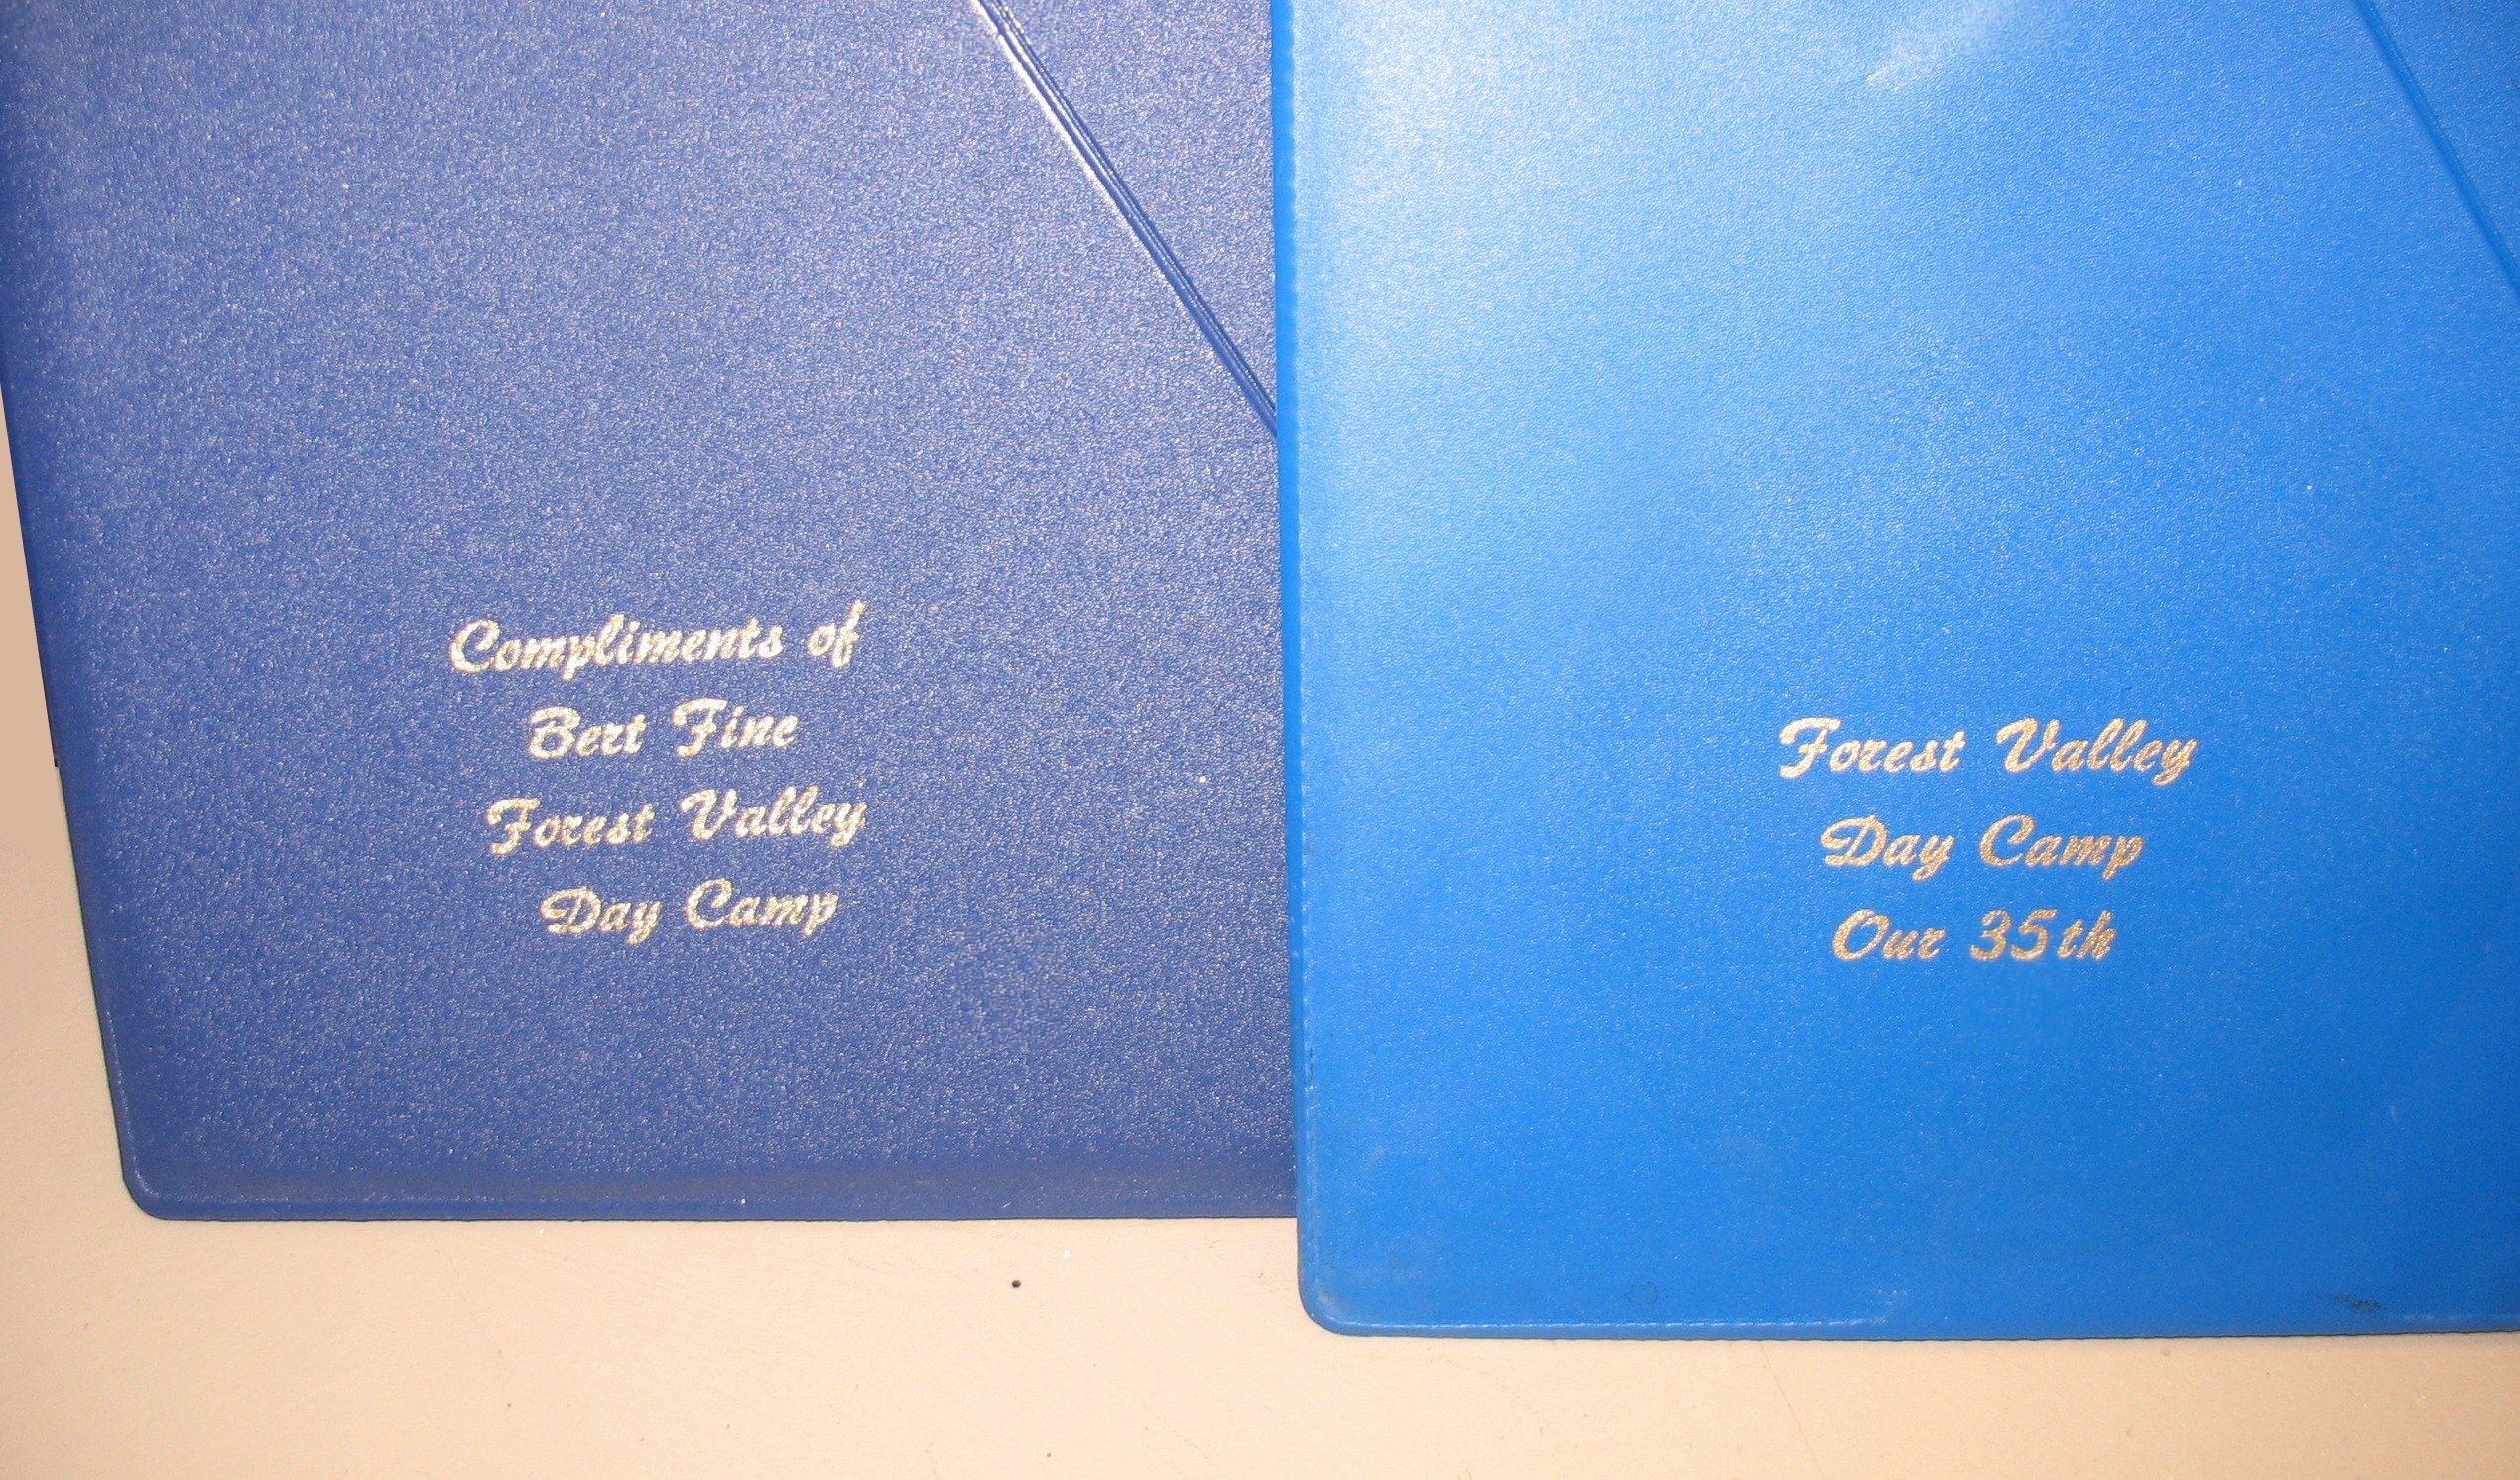 Compliments of
Bert Fine
Forest Valley
Day Camp
Forest Valley
Day Camp
Our 35th